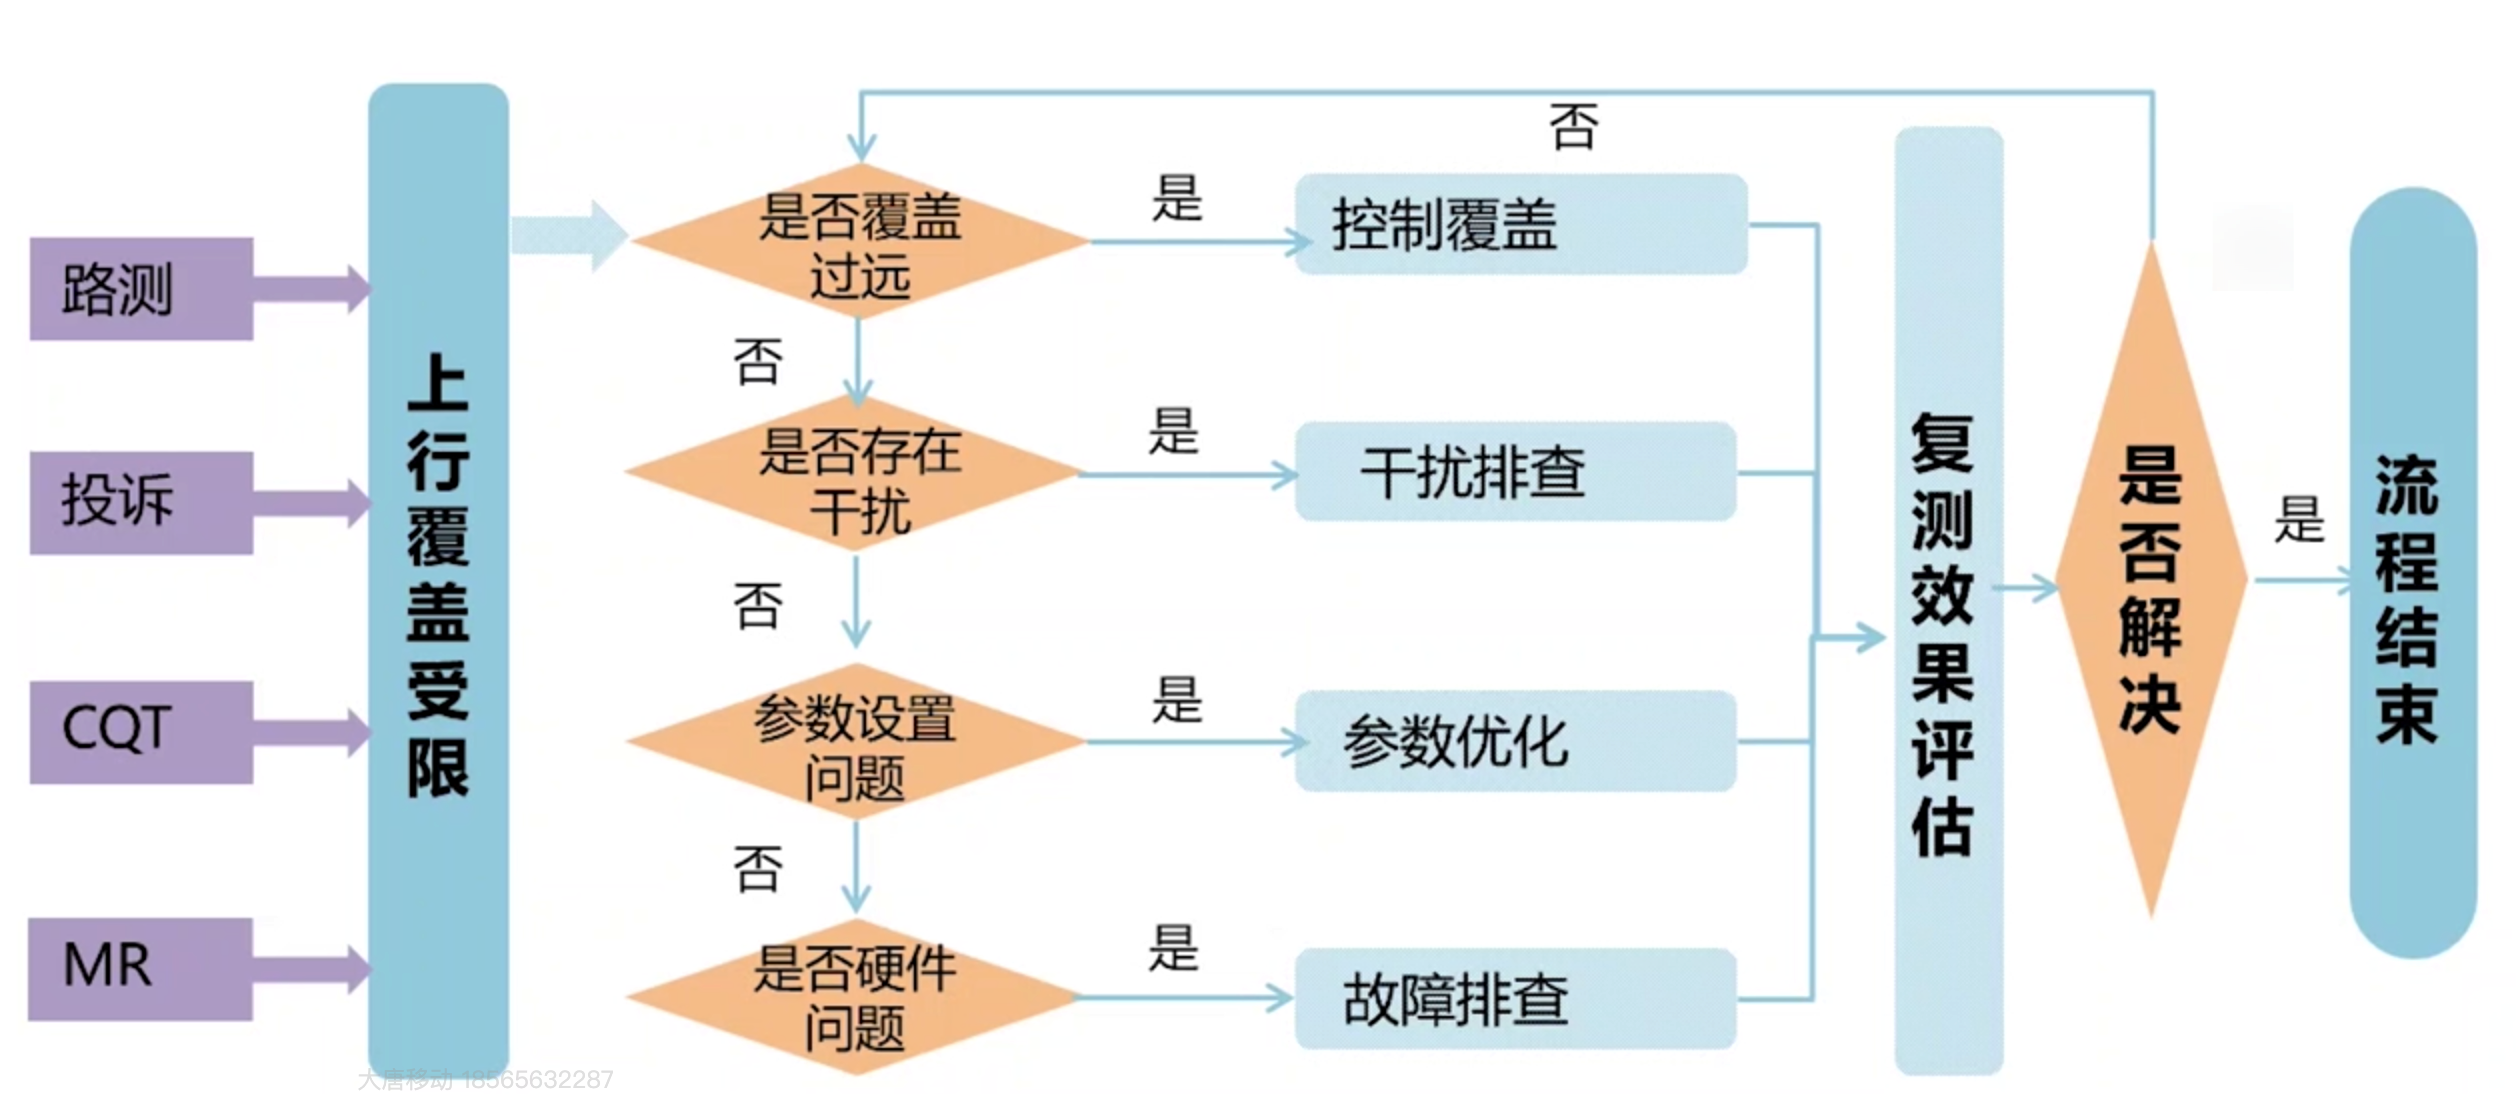 路测
投诉
CQT
MR
上行覆盖受限
否
是否覆盖
过远
是
控制覆盖
否
是否存在
干扰
是
干扰排查
否
参数设置
问题
是
参数优化
否
是否硬件
问题
是
故障排查
复测效果评估
是否解决
是
流程结束
大唐移动 18565632287